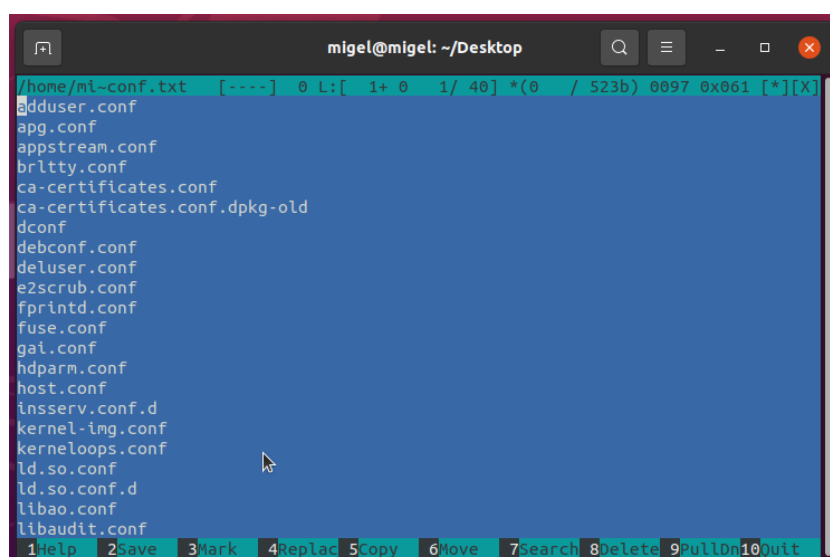 migel@migel: ~/Desktop
/home/mi~conf.txt [----] 0 L:[ 1+ 0 1/ 40] *(0 / 523b) 0097 0x061 [*][X]
adduser.conf
apg.conf
appstream.conf
brltty.conf
ca-certificates.conf
ca-certificates.conf.dpkg-old
dconf
debconf.conf
deluser.conf
e2scrub.conf
fprintd.conf
fuse.conf
gai.conf
hdparm.conf
host.conf
insserv.conf.d
kernel-img.conf
kerneloops.conf
ld.so.conf
ld.so.conf.d
libao.conf
libaudit.conf
1Help 2Save 3Mark 4Replac 5Copy 6Move 7Search 8Delete 9PullDn 10Quit